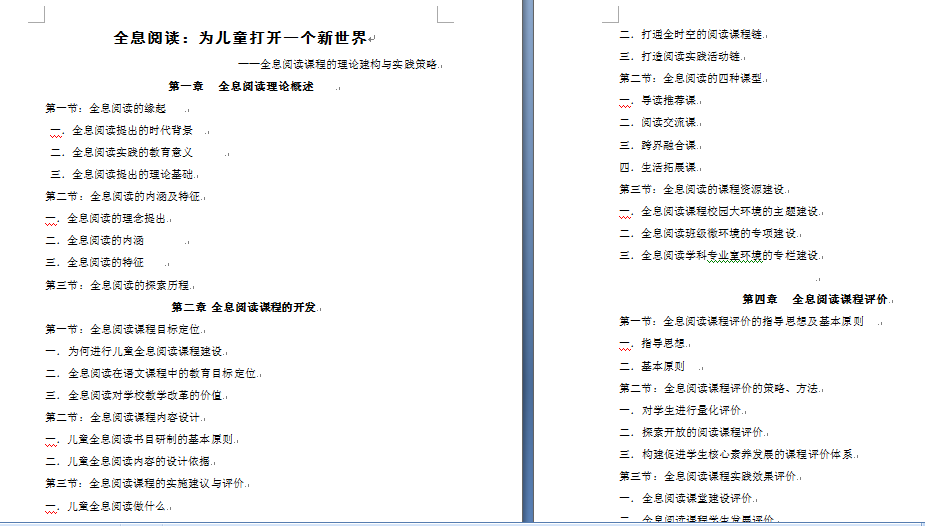 全息阅读：为儿童打开一个新世界
——全息阅读课程的理论建构与实践策略
第一章 全息阅读理论概述
第一节：全息阅读的缘起
一．全息阅读提出的时代背景
二．全息阅读实践的教育意义
三．全息阅读提出的理论基础
第二节：全息阅读的内涵及特征
一．全息阅读的理念提出
二．全息阅读的内涵
三．全息阅读的特征
第三节：全息阅读的探索历程
第二章 全息阅读课程的开发
第一节：全息阅读课程目标定位
一．为何进行儿童全息阅读课程建设
二．全息阅读在语文课程中的教育目标定位
三．全息阅读对学校教学改革的价值
第二节：全息阅读课程内容设计
一．儿童全息阅读书目研制的基本原则
二．儿童全息阅读内容的设计依据
第三节：全息阅读课程的实施建议与评价
一．儿童全息阅读做什么
二．打通全时空的阅读课程链
三．打造阅读实践活动链
第二节：全息阅读的四种课型
一．导读推荐课
二．阅读交流课
三．跨界融合课
四．生活拓展课
第三节：全息阅读的课程资源建设
一．全息阅读课程校园大环境的主题建设
二．全息阅读班级微环境的专项建设
三．全息阅读学科专业室环境的专栏建设
第四章 全息阅读课程评价
第一节：全息阅读课程评价的指导思想及基本原则
一．指导思想
二．基本原则
第二节：全息阅读课程评价的策略、方法
一．对学生进行量化评价
二．探索开放的阅读课程评价
三．构建促进学生核心素养发展的课程评价体系
第三节：全息阅读课程实践效果评价
一．全息阅读课堂建设评价
二．全息阅读课程学生发展评价